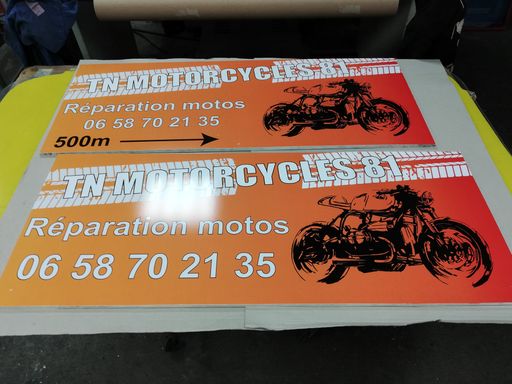 TN MOTORCYCLES 81
Réparation motos
06 58 70 21 35
500m
TN MOTORCYCLES 81
Réparation motos
06 58 70 21 35